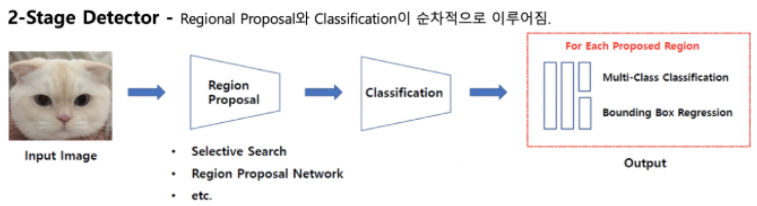 2-Stage Detector - Regional Proposal와 Classification이 순차적으로 이루어짐.
For Each Proposed Region
Region
Proposal
Classification
Multi-Class Classification
Bounding Box Regression
Input Image
• Selective Search
• Region Proposal Network
• etc.
Output